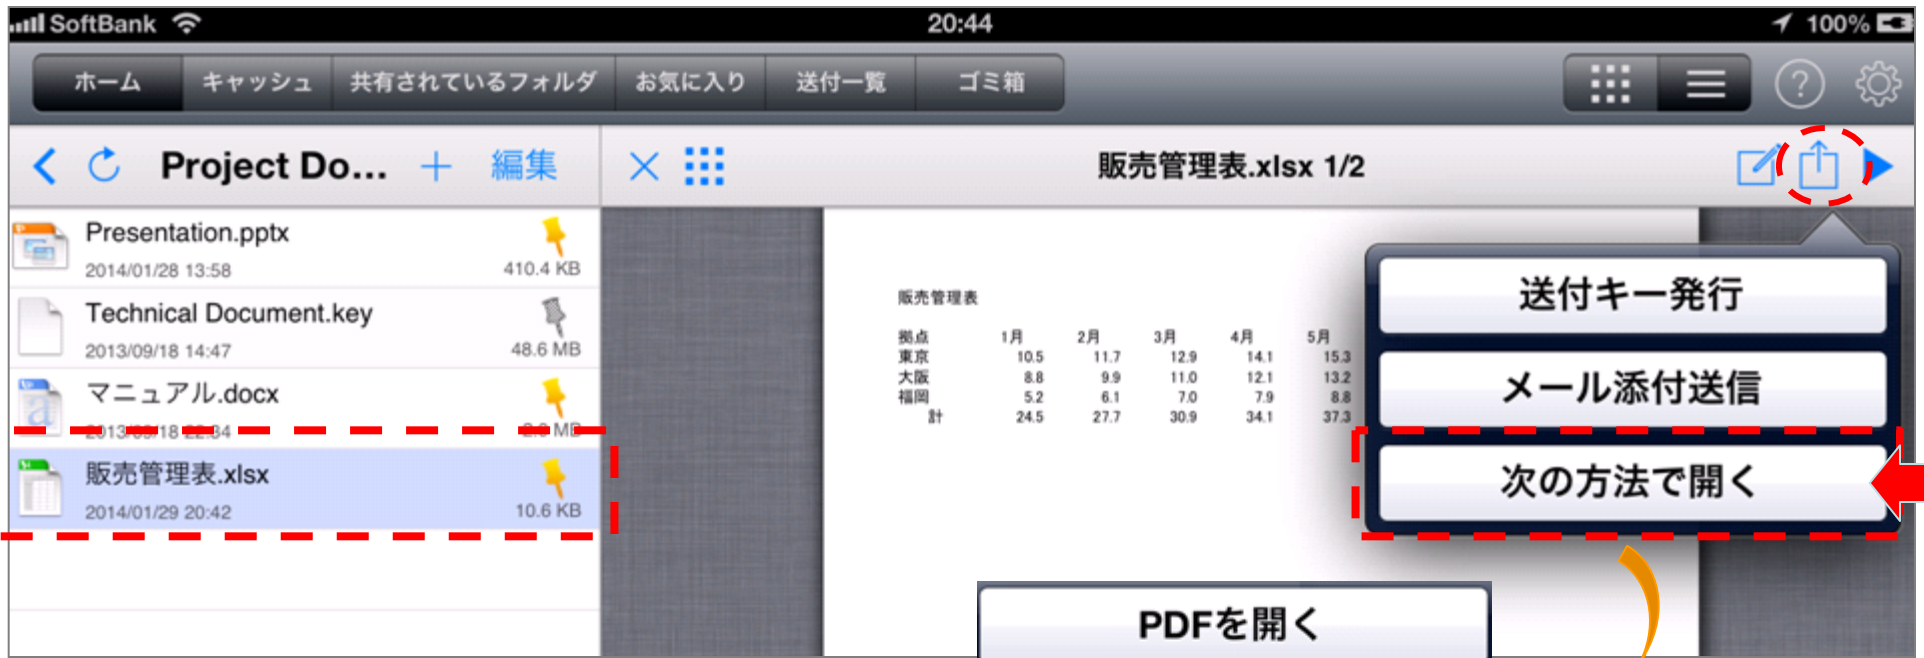 SoftBank 20:44 100%
ホーム キャッシュ 共有されているフォルダ お気に入り 送付一覧 ゴミ箱 ?
Project Do... + 編集 販売管理表.xlsx 1/2
Presentation.pptx
2014/01/28 13:58 410.4 KB
Technical Document.key
2013/09/18 14:47 48.6 MB
マニュアル.docx
販売管理表.xlsx
2014/01/29 20:42 10.6 KB
販売管理表
拠点 1月 2月 3月 4月 5月
東京 10.5 11.7 12.9 14.1 15.3
大阪 8.8 9.9 11.0 12.1 13.2
福岡 5.2 6.1 7.0 7.9 8.8
計 24.5 27.7 30.9 34.1 37.3
送付キー発行
メール添付送信
次の方法で開く
PDFを開く